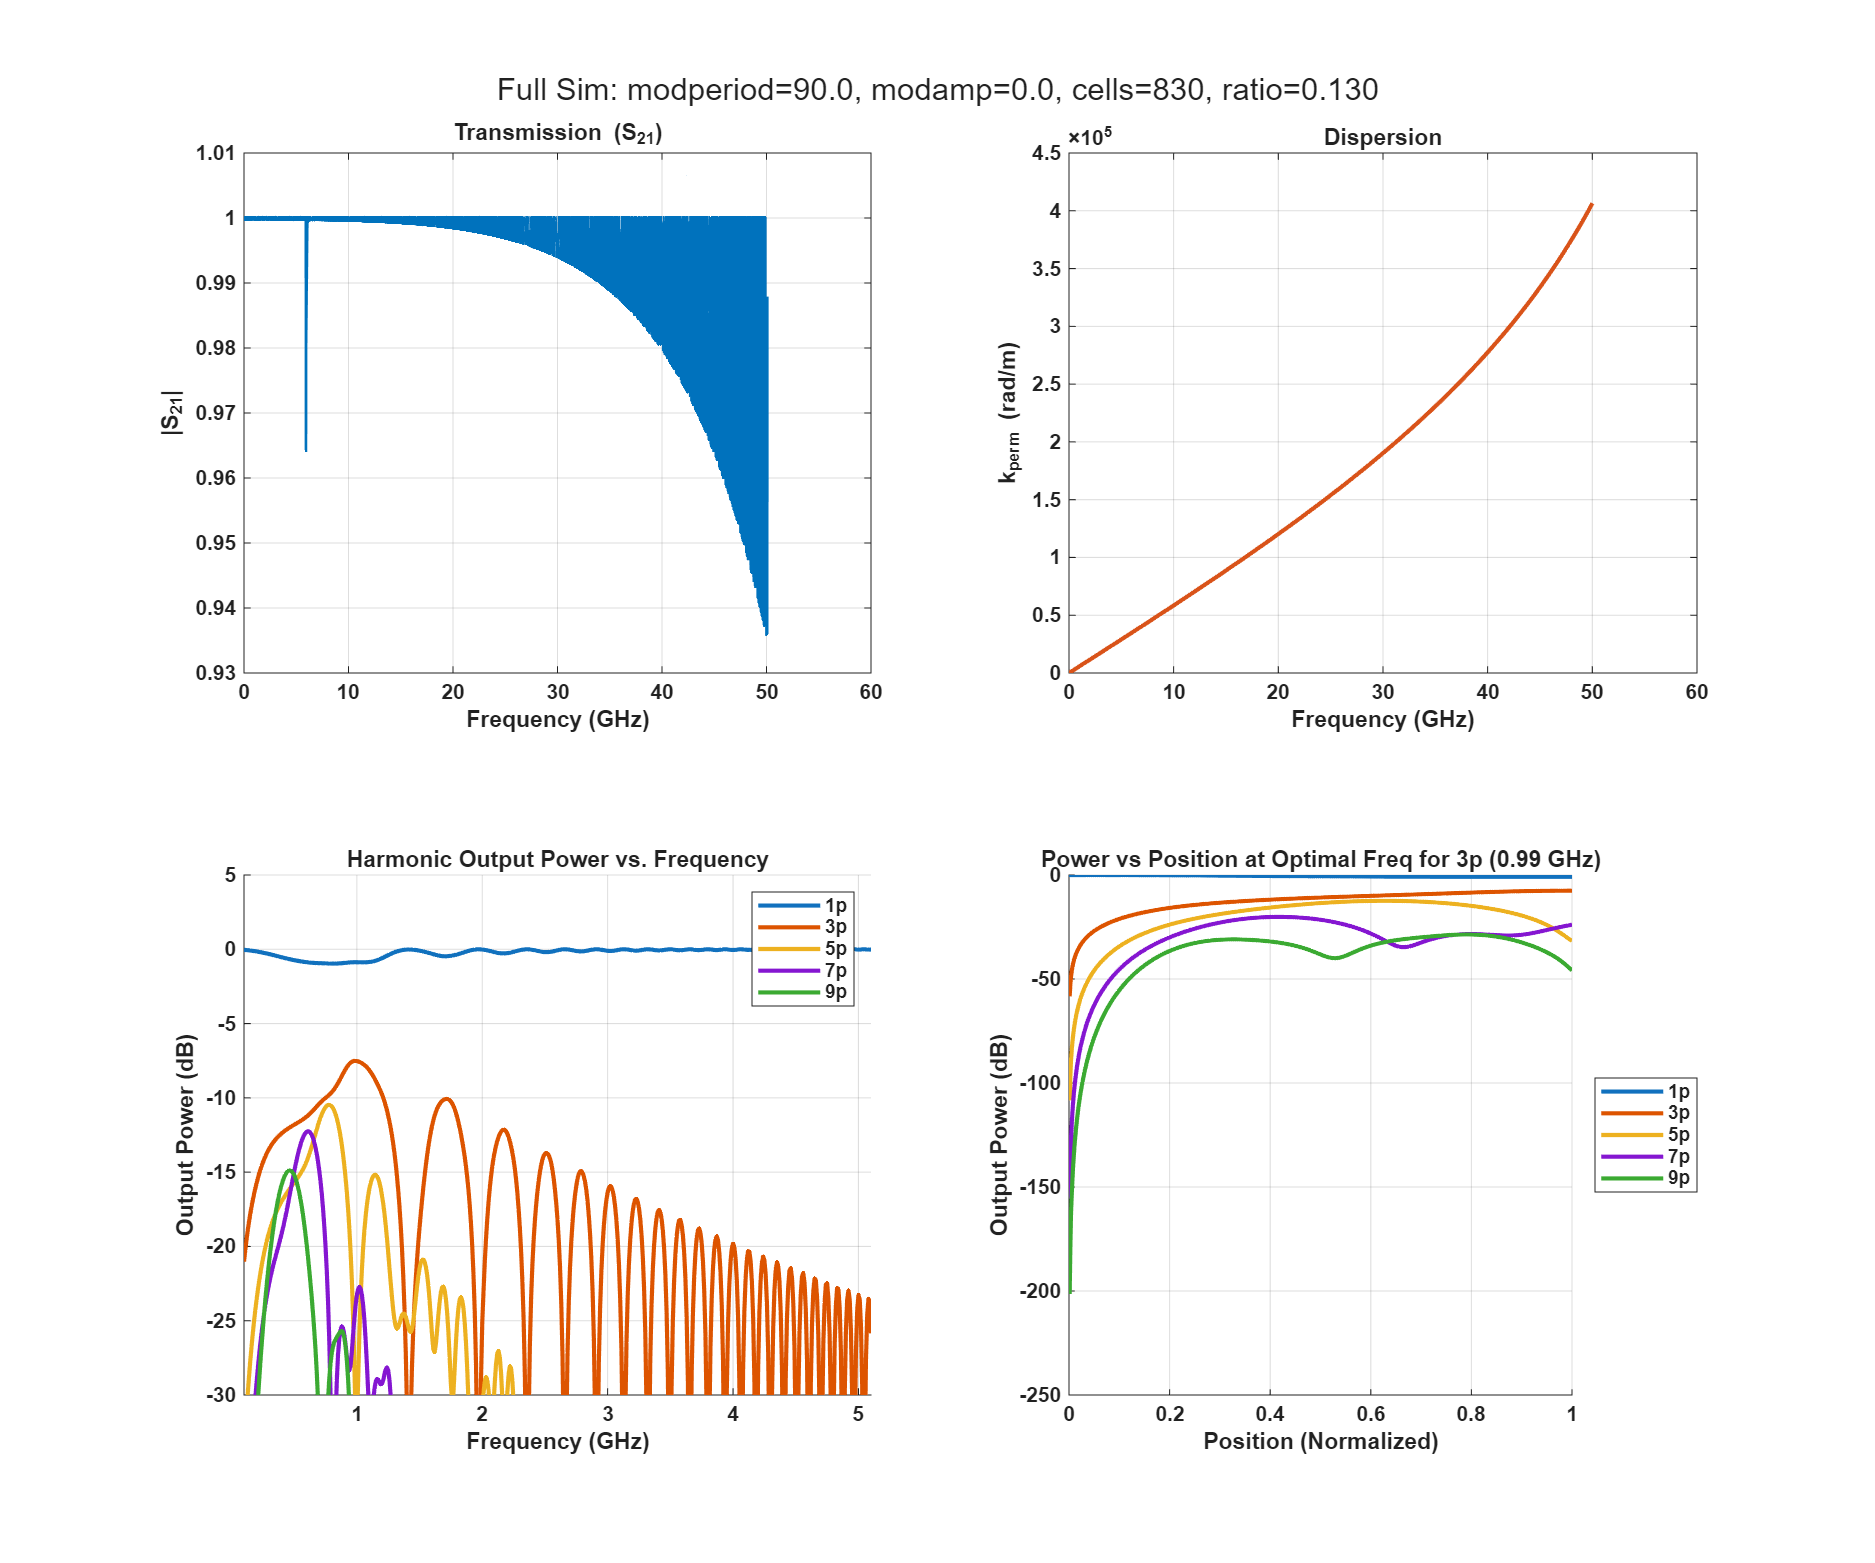 Full Sim: modperiod=90.0, modamp=0.0, cells=830, ratio=0.130
Transmission (S21)
1.01
1
0.99
0.98
0.97
0.96
0.95
0.94
0.93
|S21|
0 10 20 30 40 50 60
Frequency (GHz)
×10^5
Dispersion
4.5
4
3.5
3
2.5
2
1.5
1
0.5
0
kperm (rad/m)
0 10 20 30 40 50 60
Frequency (GHz)
Harmonic Output Power vs. Frequency
5
0
-5
-10
-15
-20
-25
-30
Output Power (dB)
1p
3p
5p
7p
9p
1 2 3 4 5
Frequency (GHz)
Power vs Position at Optimal Freq for 3p (0.99 GHz)
0
-50
-100
-150
-200
-250
Output Power (dB)
1p
3p
5p
7p
9p
0 0.2 0.4 0.6 0.8 1
Position (Normalized)